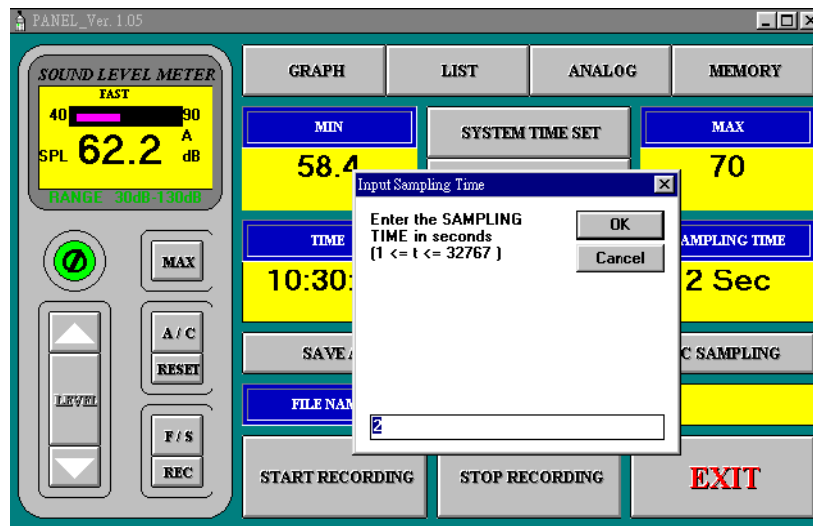 PANEL_Ver. 1.05
SOUND LEVEL METER
FAST
40 90
SPL 62.2 A dB
RANGE 30dB-130dB
MAX
A / C
RESET
LEVEL
F / S
REC
GRAPH LIST ANALOG MEMORY
MIN SYSTEM TIME SET MAX
58.4 70
TIME AMPLING TIME
10:30: 2 Sec
SAVE C SAMPLING
FILE NAM
START RECORDING STOP RECORDING EXIT
Input Sampling Time
Enter the SAMPLING
TIME in seconds
(1 <= t <= 32767 )
OK
Cancel
2